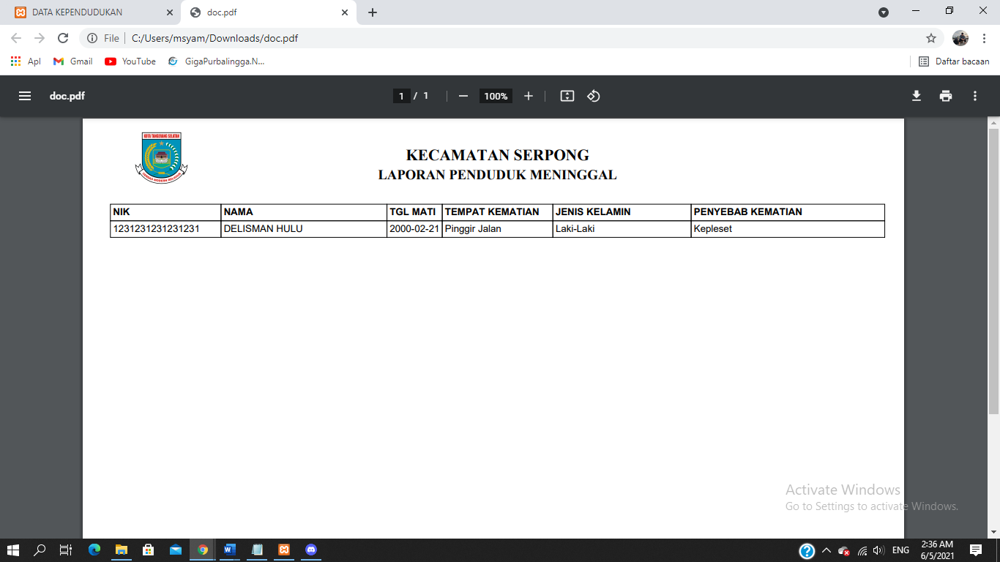 DATA KEPENDUDUKAN
doc.pdf
File
C:/Users/msyam/Downloads/doc.pdf
Apl
Gmail
YouTube
GigaPurbalingga.N...
Daftar bacaan
doc.pdf
1 / 1
100%
KOTA TANGERANG SELATAN
KECAMATAN SERPONG
LAPORAN PENDUDUK MENINGGAL
NIK NAMA TGL MATI TEMPAT KEMATIAN JENIS KELAMIN PENYEBAB KEMATIAN
1231231231231231 DELISMAN HULU 2000-02-21 Pinggir Jalan Laki-Laki Kepleset
Activate Windows
Go to Settings to activate Windows.
ENG
2:36 AM
6/5/2021